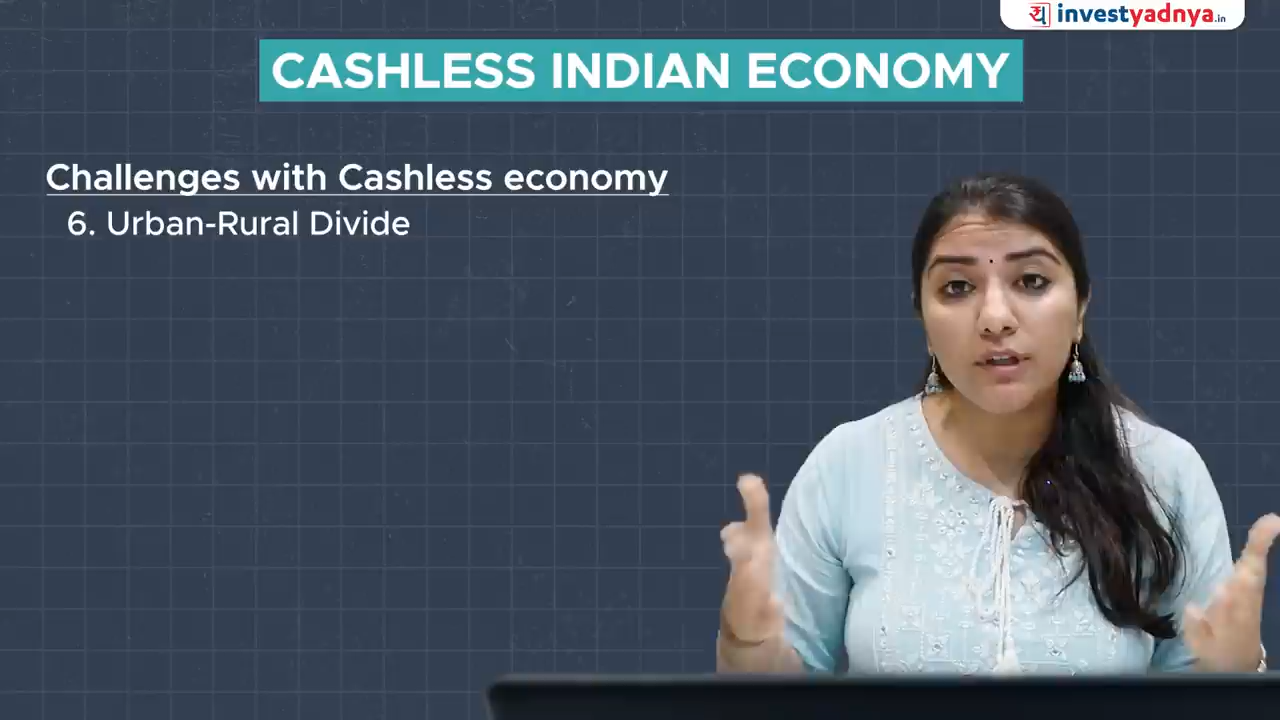 investyadnya.in
CASHLESS INDIAN ECONOMY
Challenges with Cashless economy
6. Urban-Rural Divide